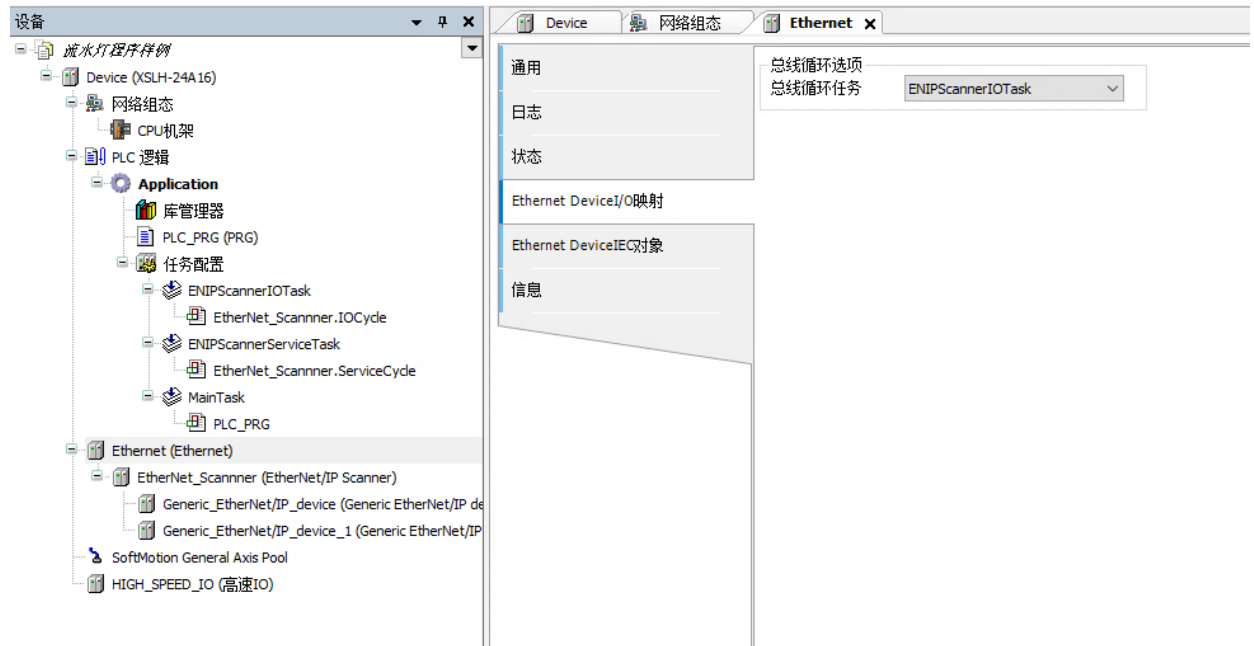 设备
流水灯程序样例
Device (XSLH-24A16)
网络组态
CPU机架
PLC 逻辑
Application
库管理器
PLC_PRG (PRG)
任务配置
ENIPScannerIOTask
EtherNet_Scannner.IOCycle
ENIPScannerServiceTask
EtherNet_Scannner.ServiceCycle
MainTask
PLC_PRG
Ethernet (Ethernet)
EtherNet_Scannner (EtherNet/IP Scanner)
Generic_EtherNet/IP_device (Generic EtherNet/IP de
Generic_EtherNet/IP_device_1 (Generic EtherNet/IP
SoftMotion General Axis Pool
HIGH_SPEED_IO (高速IO)
Device 网络组态 Ethernet
通用
日志
状态
Ethernet DeviceI/O映射
Ethernet DeviceIEC对象
信息
总线循环选项
总线循环任务 ENIPScannerIOTask